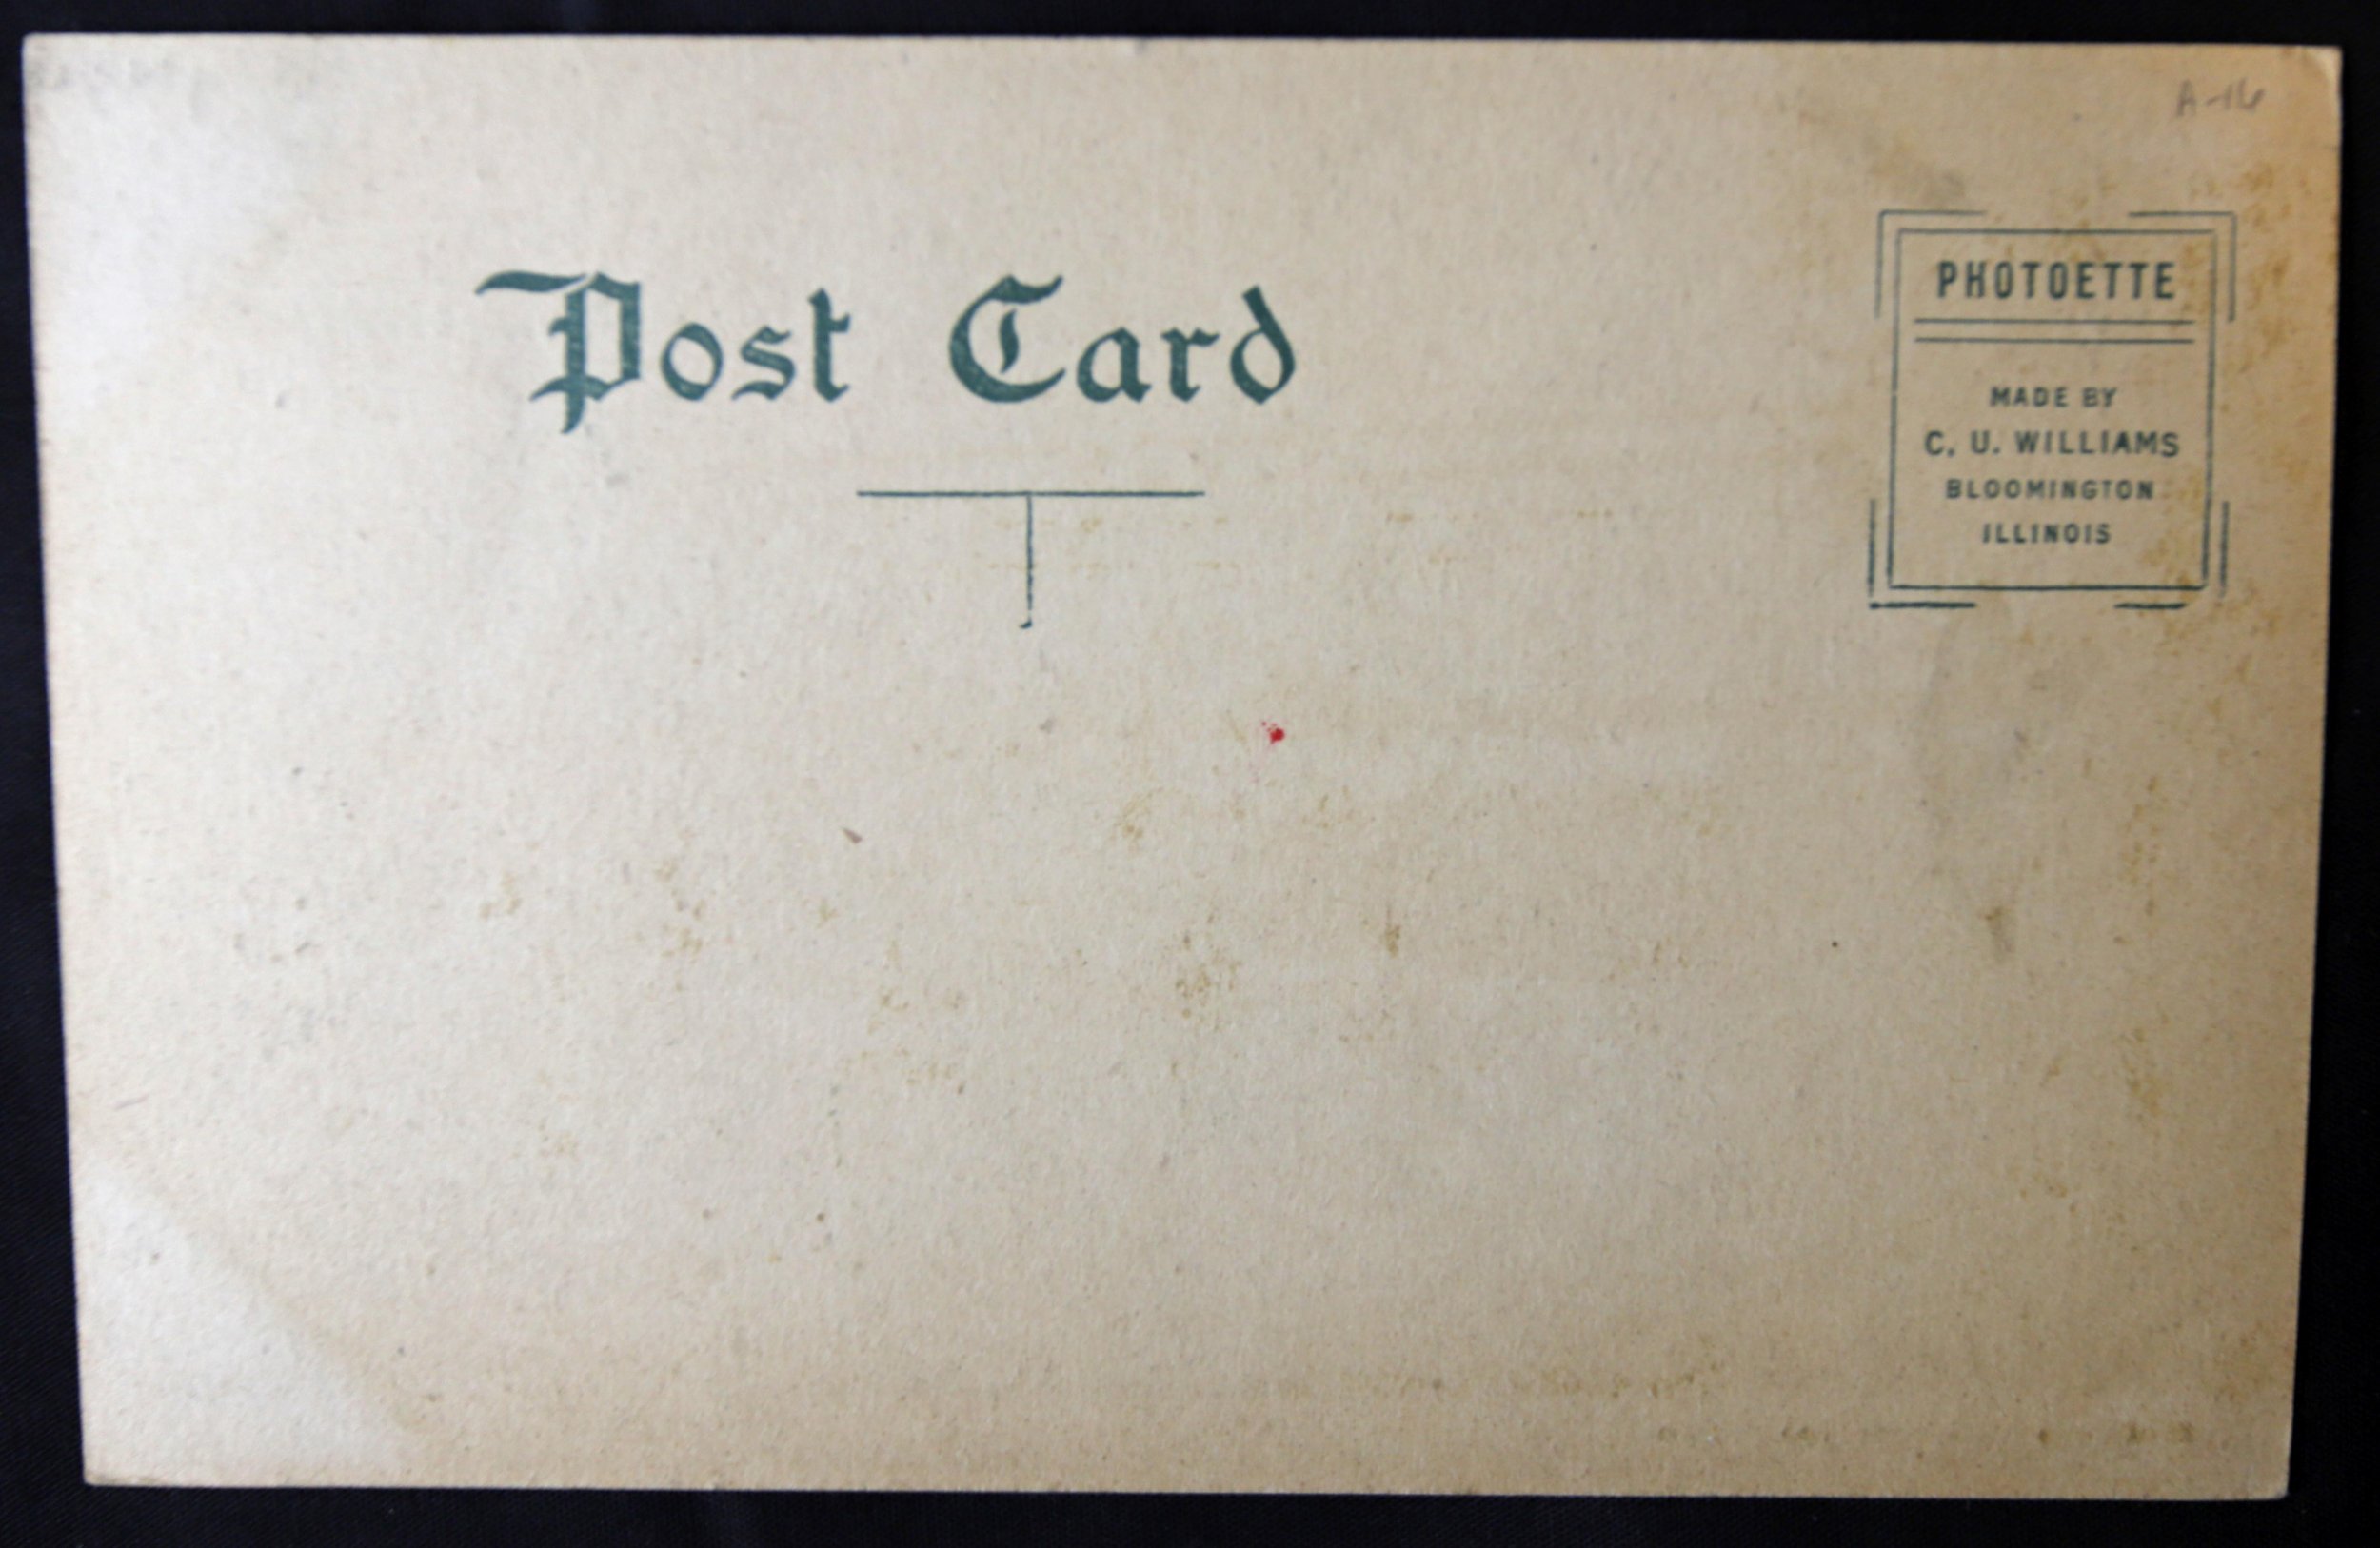 A-16
Post Card
PHOTOETTE
MADE BY
C. U. WILLIAMS
BLOOMINGTON
ILLINOIS